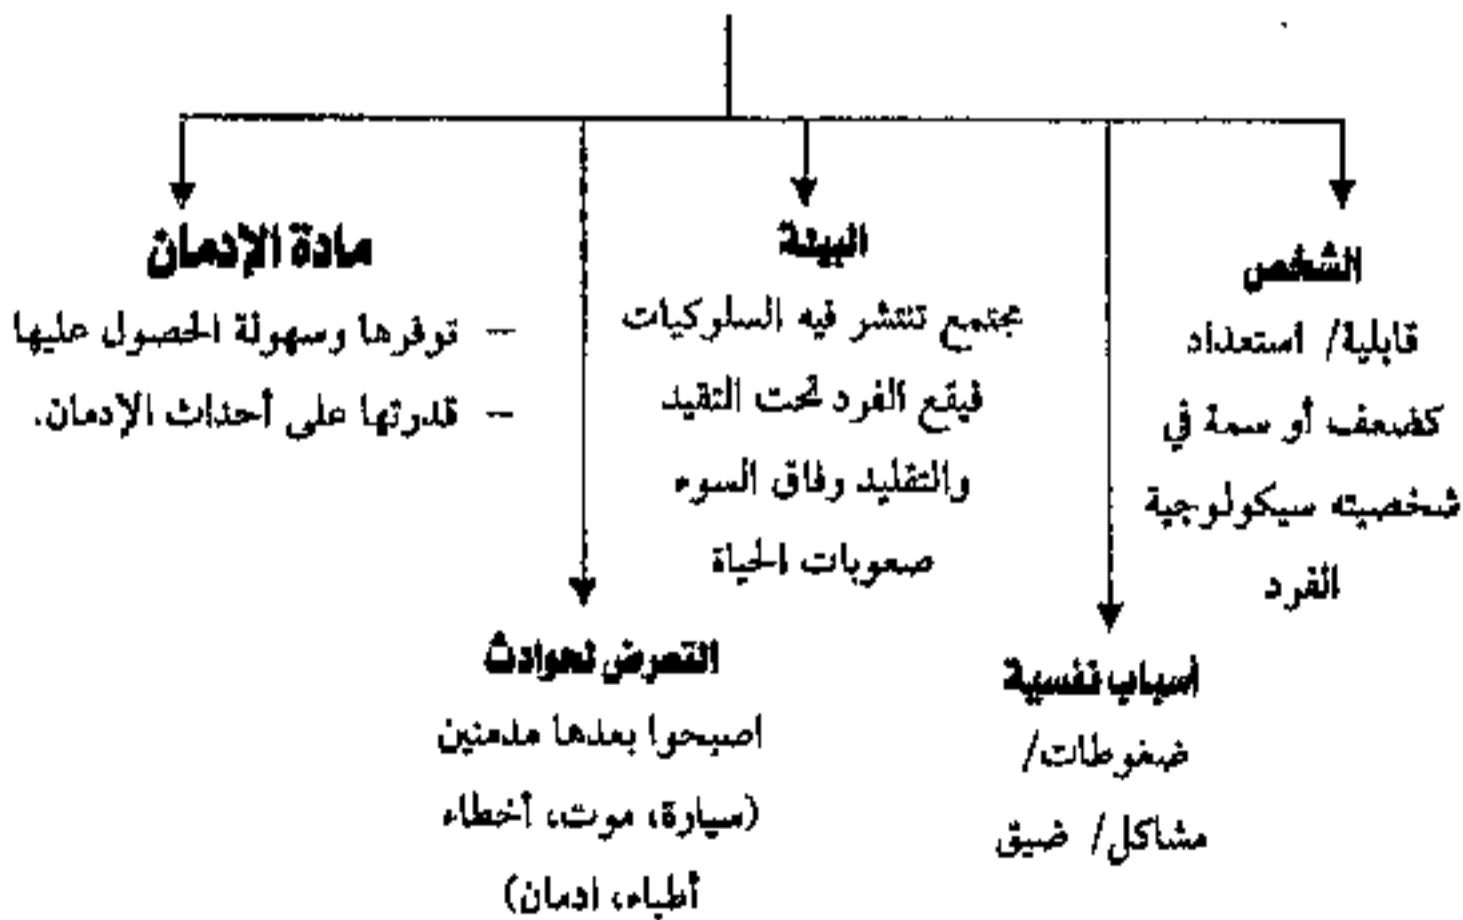 الشخص
قابلية/ استعداد
كضعف أو سمة في
شخصيته سيكولوجية
الفرد
أسباب نفسية
ضغوطات/
مشاكل/ ضيق
البيئة
مجتمع تنتشر فيه السلوكيات
فيقع الفرد تحت التقيد
والتقليد رفاق السوء
صعوبات الحياة
التعرض لحوادث
اصبحوا بعدها مدمنين
(سيارة، موت، أخطاء
أطباء، ادمان)
مادة الإدمان
– توفرها وسهولة الحصول عليها
– قدرتها على أحداث الإدمان.